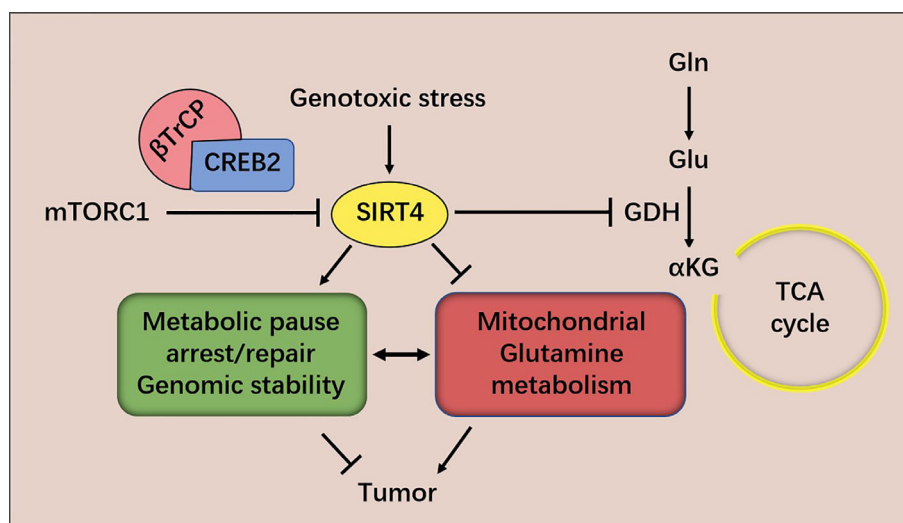 Gln
Genotoxic stress
βTrCP
CREB2
Glu
mTORC1
SIRT4
GDH
αKG
TCA
cycle
Metabolic pause
arrest/repair
Genomic stability
Mitochondrial
Glutamine
metabolism
Tumor